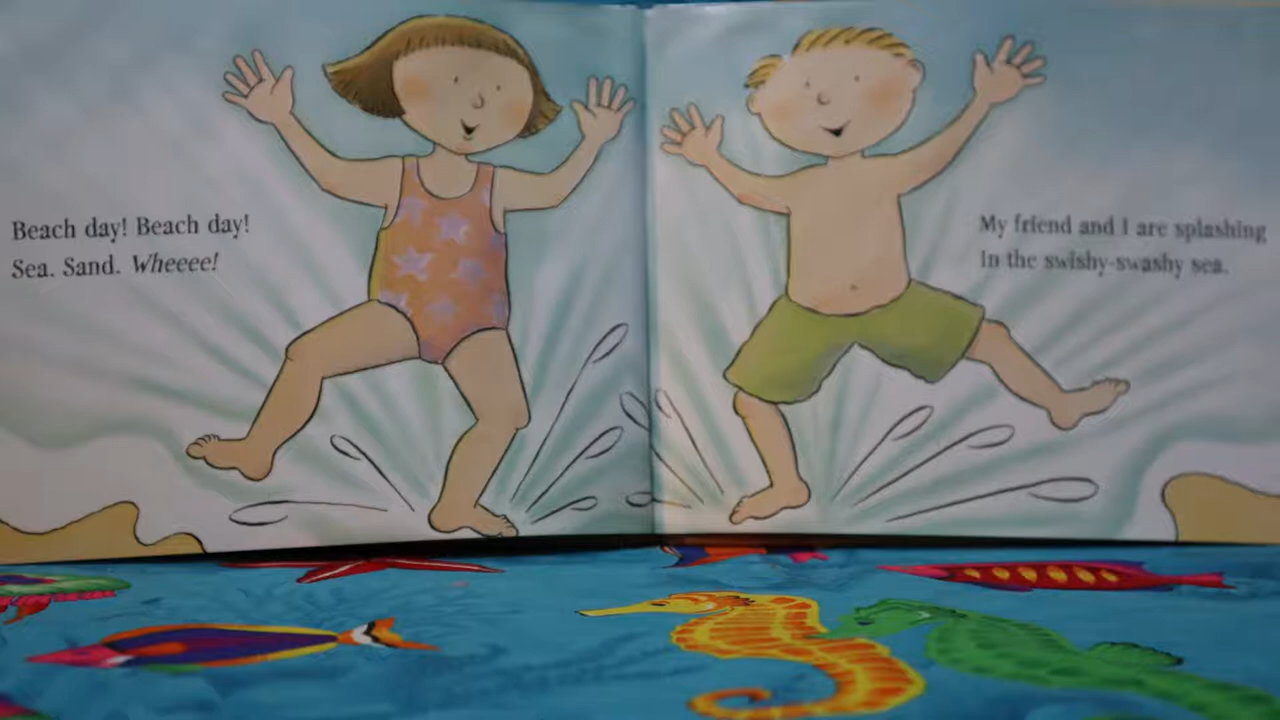 Beach day! Beach day!
Sea. Sand. Wheeee!
My friend and I are splashing
In the swishy-swashy sea.